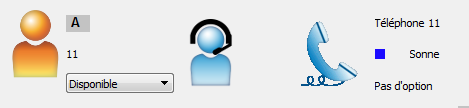 A
11
Disponible
Téléphone 11
Sonne
Pas d'option